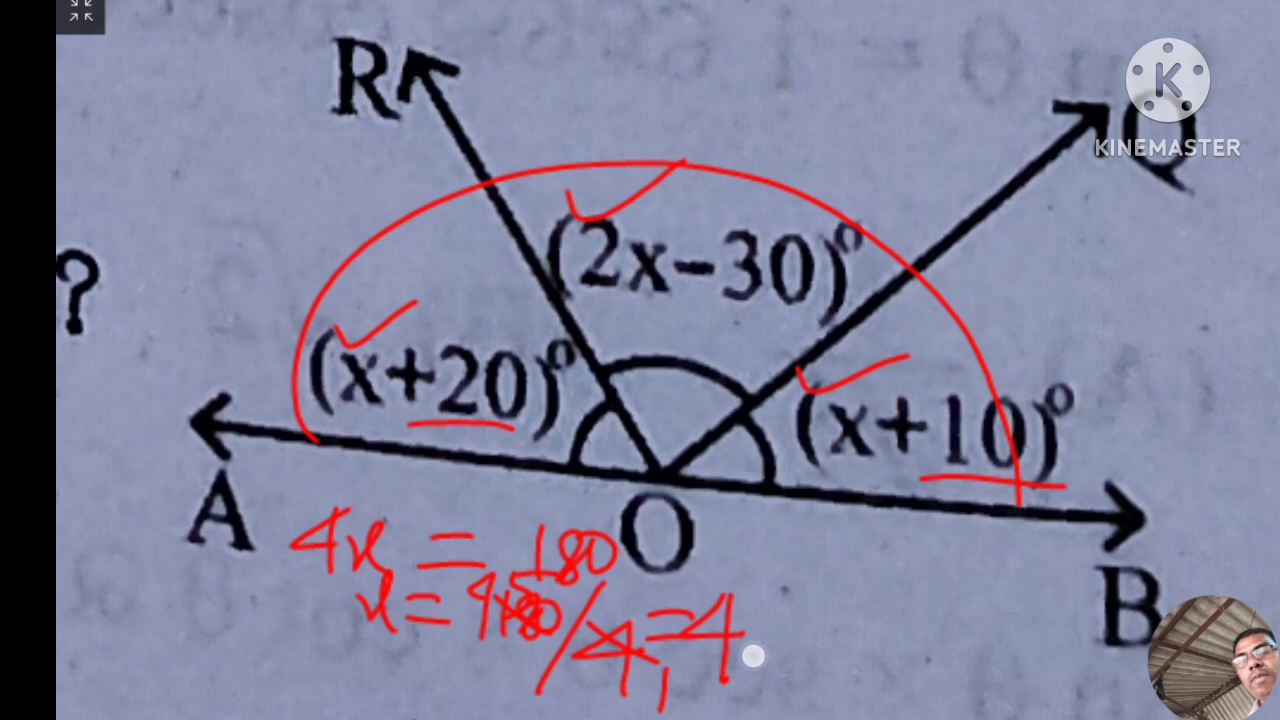 R
Q
KINEMASTER
(2x−30)°
?
(x+20)°
(x+10)°
A
O
B
4x = 180